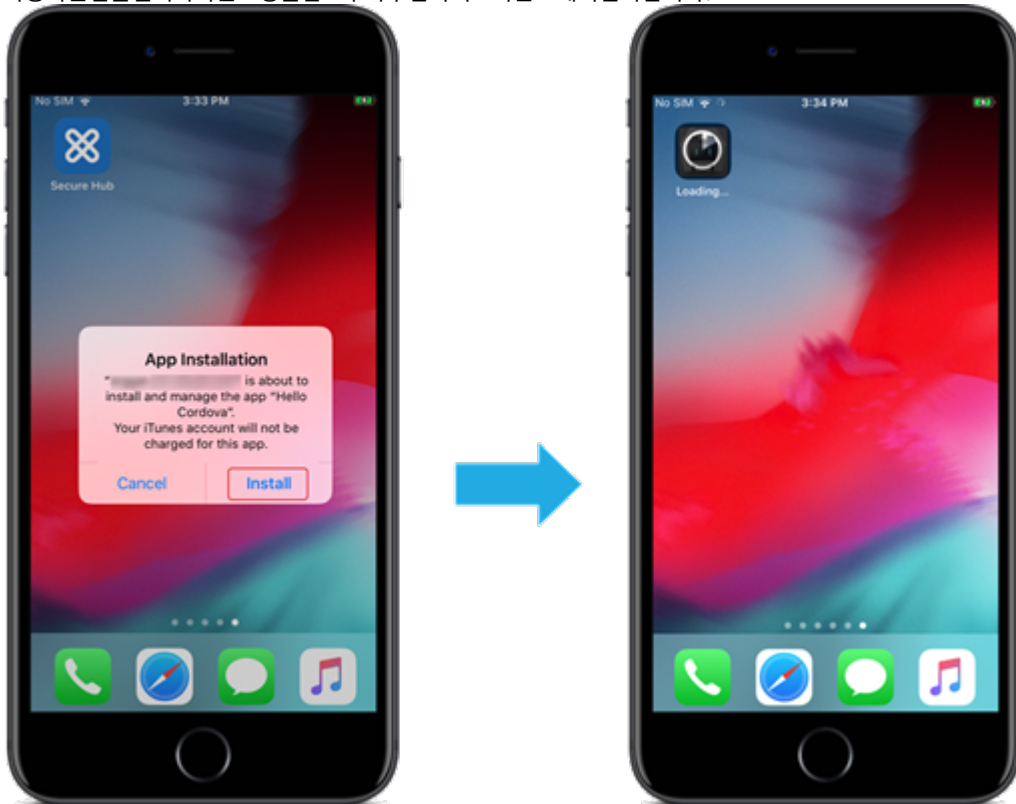 No SIM
3:33 PM
Secure Hub
App Installation
" is about to
install and manage the app "Hello
Cordova".
Your iTunes account will not be
charged for this app.
Cancel
Install
No SIM
3:34 PM
Loading...